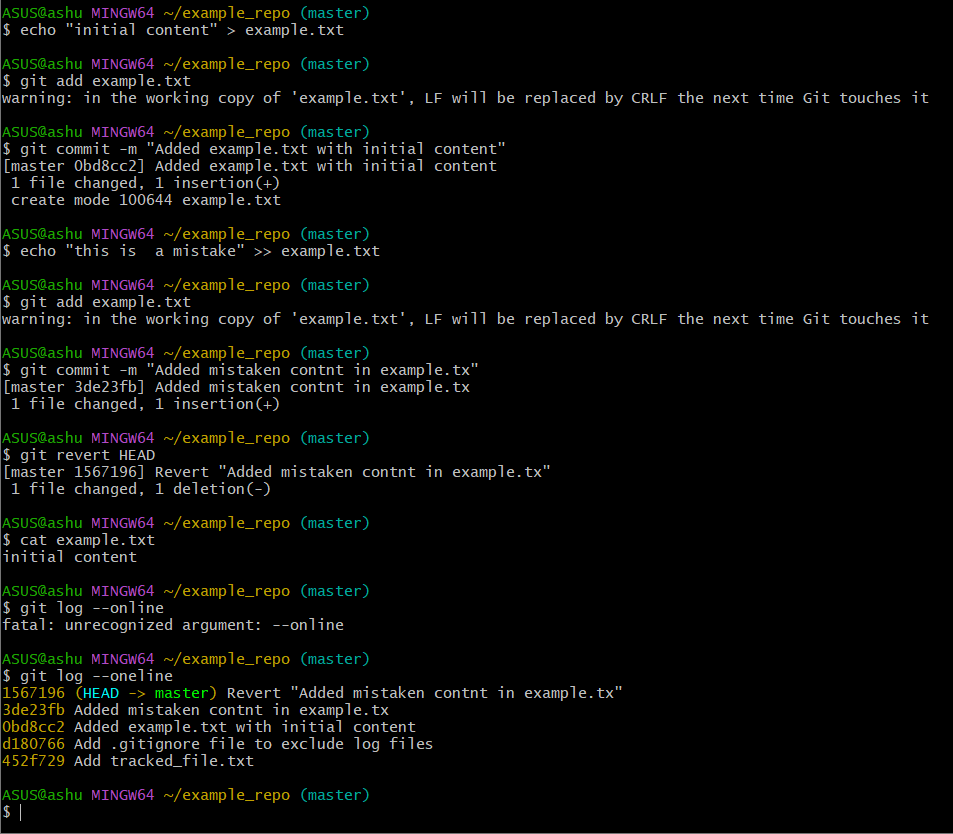 ASUS@ashu MINGW64 ~/example_repo (master)
$ echo "initial content" > example.txt
ASUS@ashu MINGW64 ~/example_repo (master)
$ git add example.txt
warning: in the working copy of 'example.txt', LF will be replaced by CRLF the next time Git touches it
ASUS@ashu MINGW64 ~/example_repo (master)
$ git commit -m "Added example.txt with initial content"
[master 0bd8cc2] Added example.txt with initial content
 1 file changed, 1 insertion(+)
 create mode 100644 example.txt
ASUS@ashu MINGW64 ~/example_repo (master)
$ echo "this is  a mistake" >> example.txt
ASUS@ashu MINGW64 ~/example_repo (master)
$ git add example.txt
warning: in the working copy of 'example.txt', LF will be replaced by CRLF the next time Git touches it
ASUS@ashu MINGW64 ~/example_repo (master)
$ git commit -m "Added mistaken contnt in example.tx"
[master 3de23fb] Added mistaken contnt in example.tx
 1 file changed, 1 insertion(+)
ASUS@ashu MINGW64 ~/example_repo (master)
$ git revert HEAD
[master 1567196] Revert "Added mistaken contnt in example.tx"
 1 file changed, 1 deletion(-)
ASUS@ashu MINGW64 ~/example_repo (master)
$ cat example.txt
initial content
ASUS@ashu MINGW64 ~/example_repo (master)
$ git log --online
fatal: unrecognized argument: --online
ASUS@ashu MINGW64 ~/example_repo (master)
$ git log --oneline
1567196 (HEAD -> master) Revert "Added mistaken contnt in example.tx"
3de23fb Added mistaken contnt in example.tx
0bd8cc2 Added example.txt with initial content
d180766 Add .gitignore file to exclude log files
452f729 Add tracked_file.txt
ASUS@ashu MINGW64 ~/example_repo (master)
$